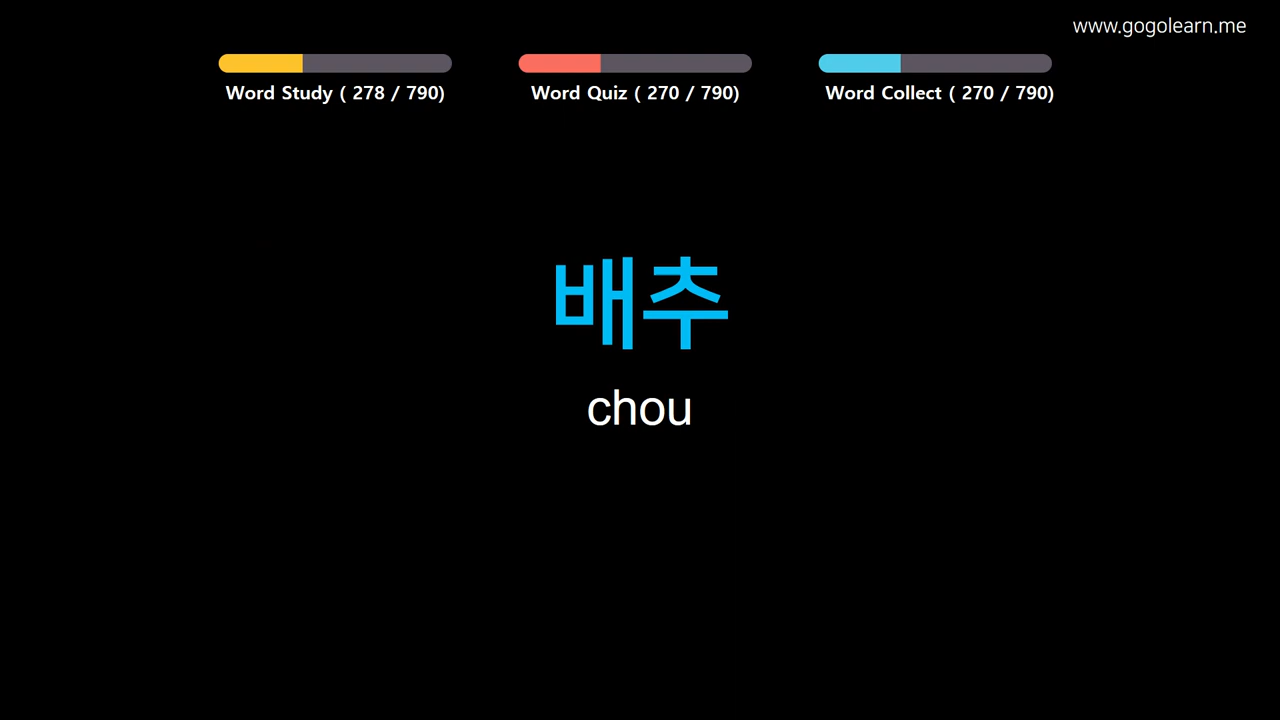 www.gogolearn.me
Word Study ( 278 / 790)
Word Quiz ( 270 / 790)
Word Collect ( 270 / 790)
배추
chou